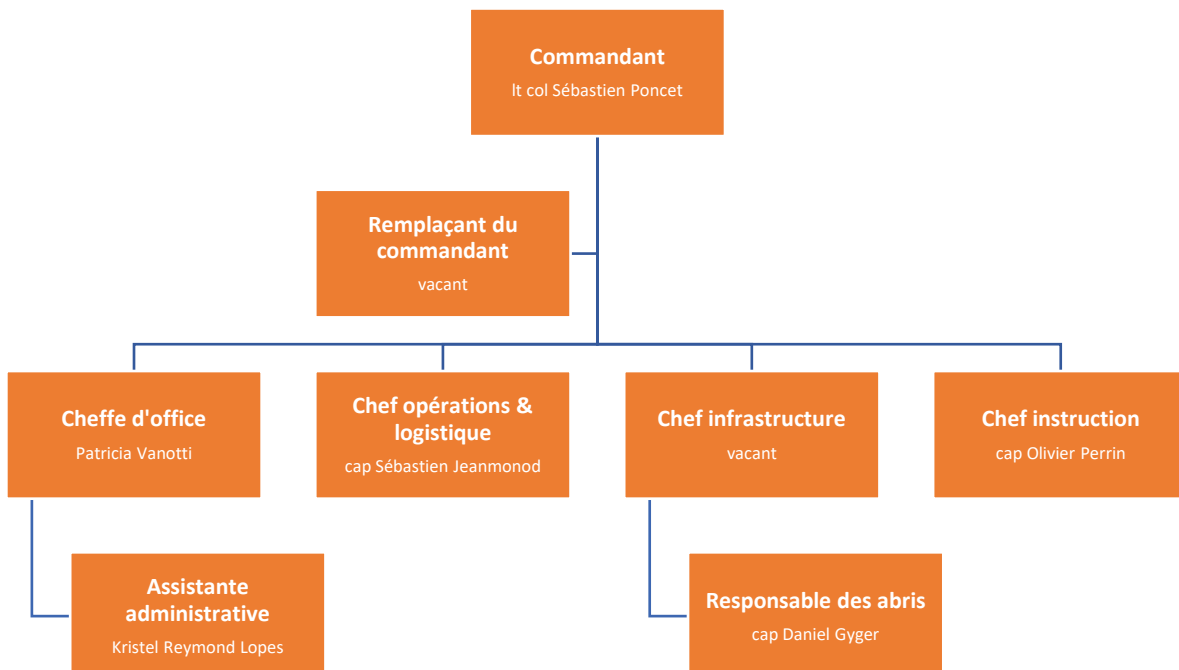 Commandant
lt col Sébastien Poncet
Remplaçant du
commandant
vacant
Cheffe d'office
Patricia Vanotti
Chef opérations &
logistique
cap Sébastien Jeanmonod
Chef infrastructure
vacant
Chef instruction
cap Olivier Perrin
Assistante
administrative
Kristel Reymond Lopes
Responsable des abris
cap Daniel Gyger